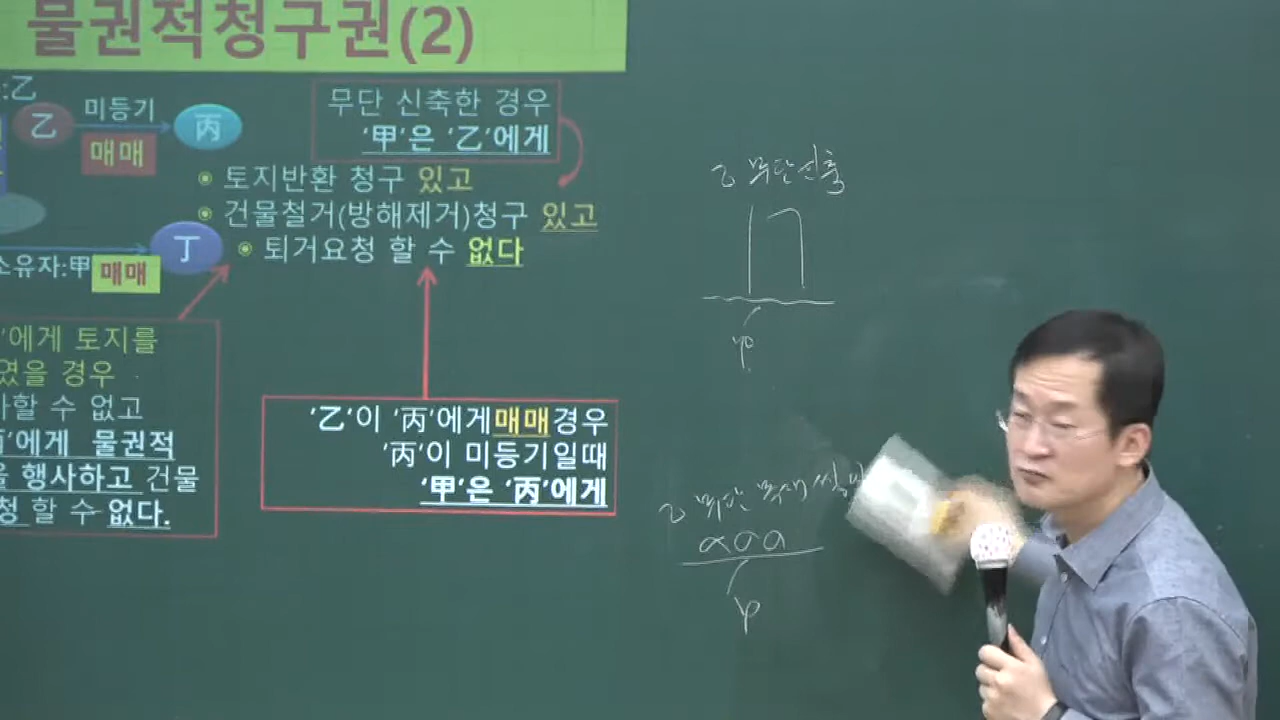 물권적청구권(2)
:乙
乙
미등기
매매
丙
무단 신축한 경우
'甲'은 '乙'에게
토지반환 청구 있고
건물철거(방해제거)청구 있고
퇴거요청 할 수 없다
소유자:甲
매매
丁
'에게 토지를
였을 경우
할 수 없고
'에게 물권적
을 행사하고 건물
청 할 수 없다.
'乙'이 '丙'에게매매경우
'丙'이 미등기일때
'甲'은 '丙'에게
乙 무단신축
甲
乙 무단
甲